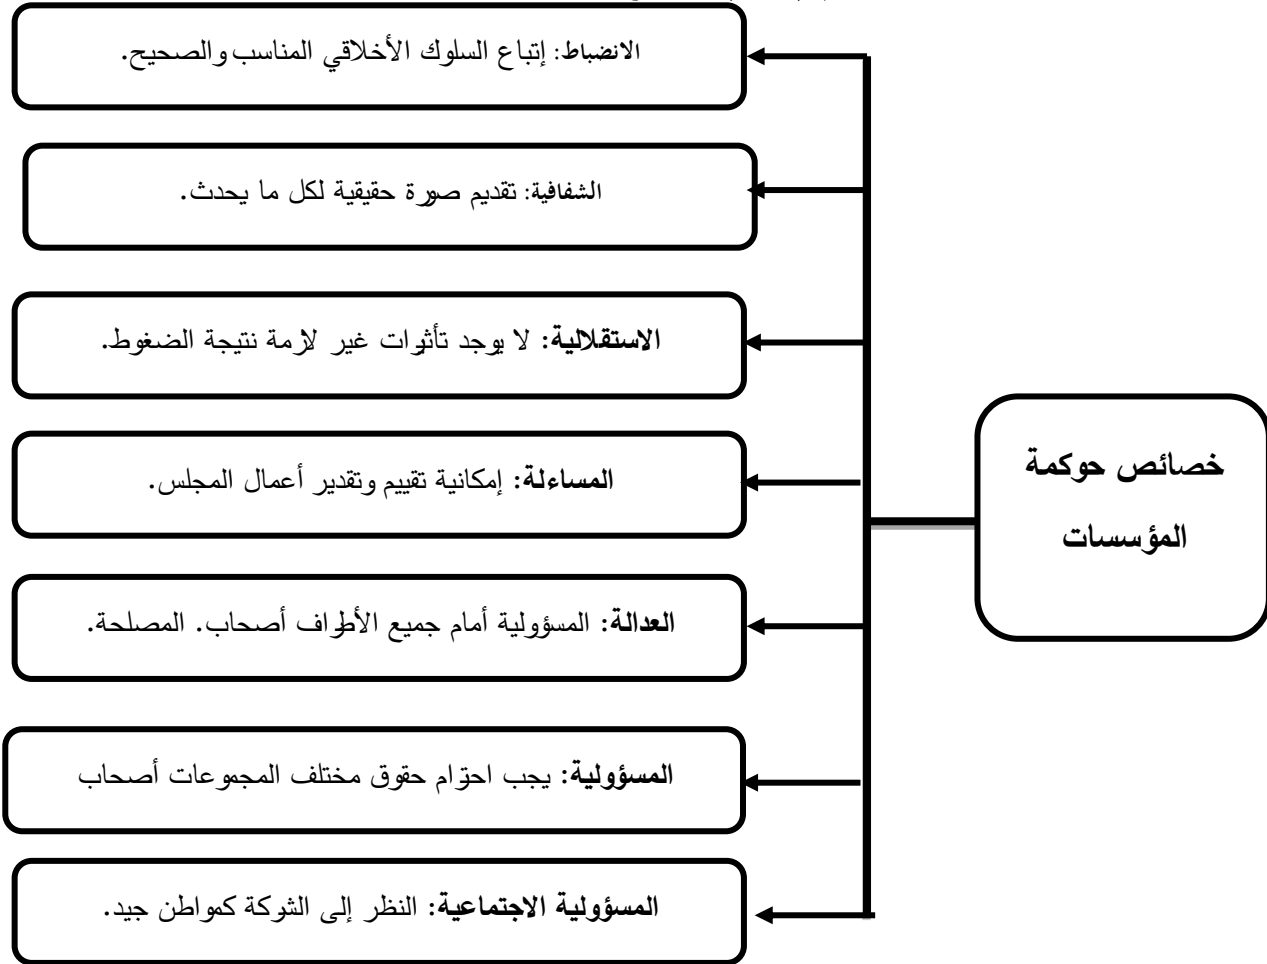 الانضباط: إتباع السلوك الأخلاقي المناسب والصحيح.
الشفافية: تقديم صورة حقيقية لكل ما يحدث.
الاستقلالية: لا يوجد تأثيرات غير لازمة نتيجة الضغوط.
خصائص حوكمة
المؤسسات
المساءلة: إمكانية تقييم وتقدير أعمال المجلس.
العدالة: المسؤولية أمام جميع الأطراف أصحاب. المصلحة.
المسؤولية: يجب احترام حقوق مختلف المجموعات أصحاب
المسؤولية الاجتماعية: النظر إلى الشركة كمواطن جيد.